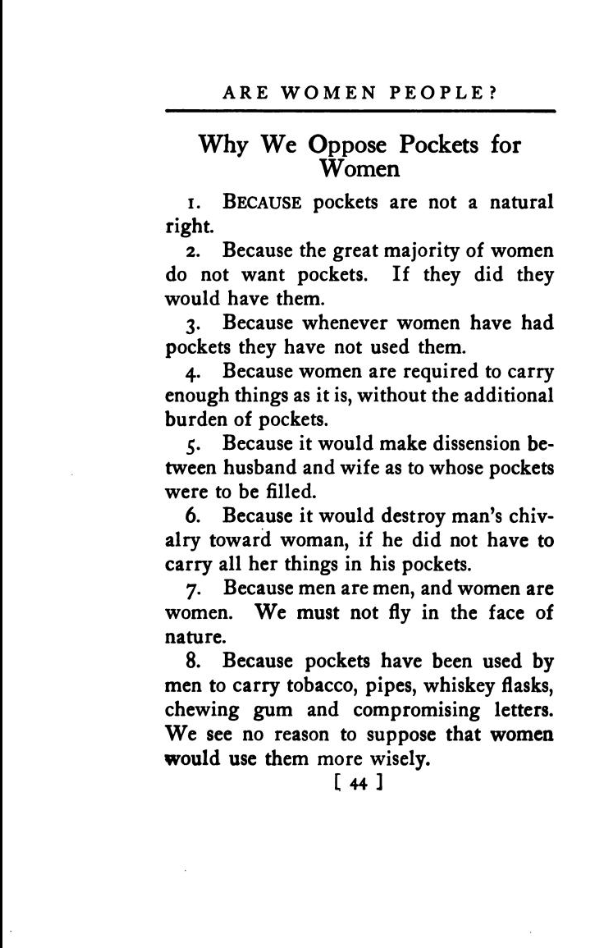 ARE WOMEN PEOPLE?
Why We Oppose Pockets for
Women
1. BECAUSE pockets are not a natural
right.
2. Because the great majority of women
do not want pockets. If they did they
would have them.
3. Because whenever women have had
pockets they have not used them.
4. Because women are required to carry
enough things as it is, without the additional
burden of pockets.
5. Because it would make dissension be-
tween husband and wife as to whose pockets
were to be filled.
6. Because it would destroy man's chiv-
alry toward woman, if he did not have to
carry all her things in his pockets.
7. Because men are men, and women are
women. We must not fly in the face of
nature.
8. Because pockets have been used by
men to carry tobacco, pipes, whiskey flasks,
chewing gum and compromising letters.
We see no reason to suppose that women
would use them more wisely.
[ 44 ]